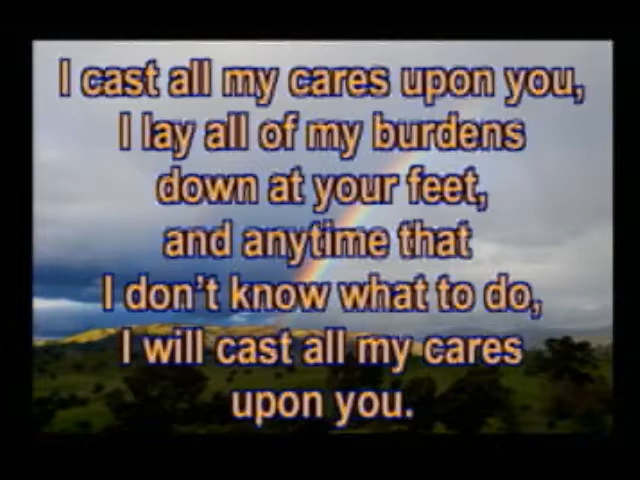 I cast all my cares upon you,
I lay all of my burdens
down at your feet,
and anytime that
I don't know what to do,
I will cast all my cares
upon you.